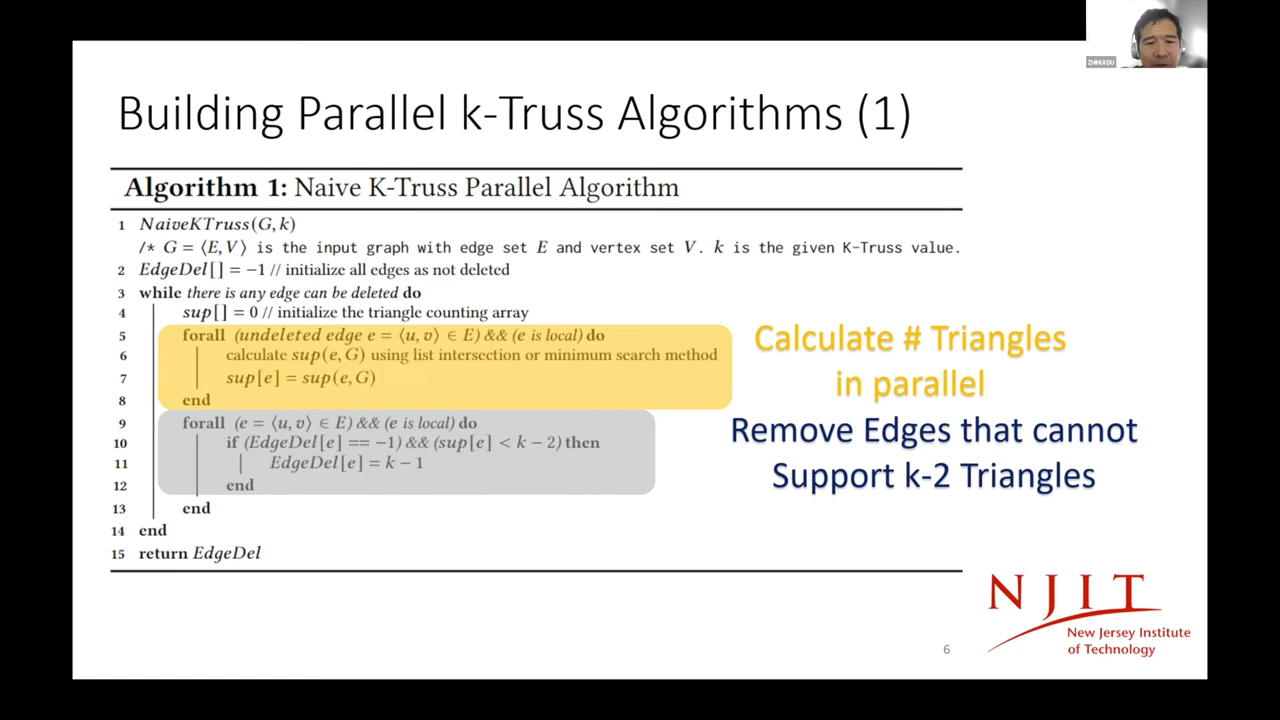 ZHIHUI DU
Building Parallel k-Truss Algorithms (1)
Algorithm 1: Naive K-Truss Parallel Algorithm
1 NaiveKTruss(G, k)
/* G = ⟨E, V⟩ is the input graph with edge set E and vertex set V. k is the given K-Truss value.
2 EdgeDel[] = −1 // initialize all edges as not deleted
3 while there is any edge can be deleted do
4 sup[] = 0 // initialize the triangle counting array
5 forall (undeleted edge e = ⟨u, v⟩ ∈ E) && (e is local) do
6 calculate sup(e, G) using list intersection or minimum search method
7 sup[e] = sup(e, G)
8 end
9 forall (e = ⟨u, v⟩ ∈ E) && (e is local) do
10 if (EdgeDel[e] == −1) && (sup[e] < k − 2) then
11 EdgeDel[e] = k − 1
12 end
13 end
14 end
15 return EdgeDel
Calculate # Triangles
in parallel
Remove Edges that cannot
Support k-2 Triangles
NJIT
New Jersey Institute
of Technology
6